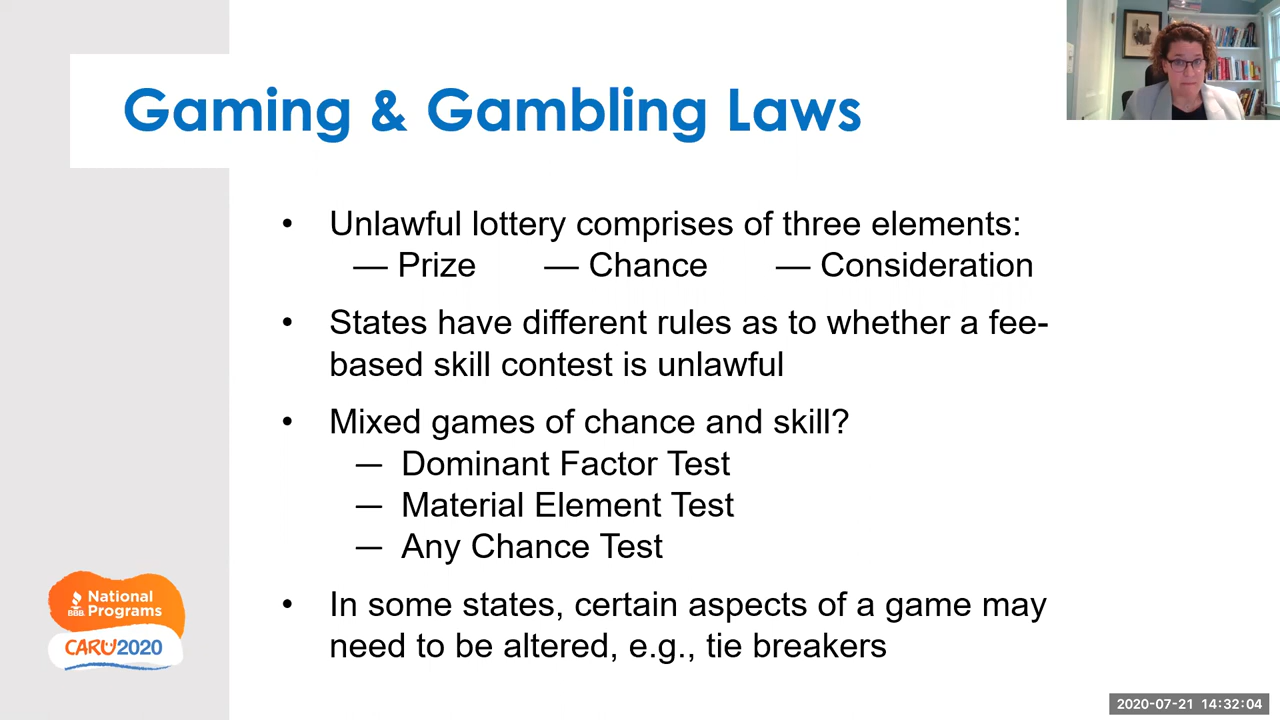 Gaming & Gambling Laws
• Unlawful lottery comprises of three elements:
— Prize — Chance — Consideration
• States have different rules as to whether a fee-
based skill contest is unlawful
• Mixed games of chance and skill?
— Dominant Factor Test
— Material Element Test
— Any Chance Test
• In some states, certain aspects of a game may
need to be altered, e.g., tie breakers
BBB National
Programs
CARU2020
2020-07-21 14:32:04